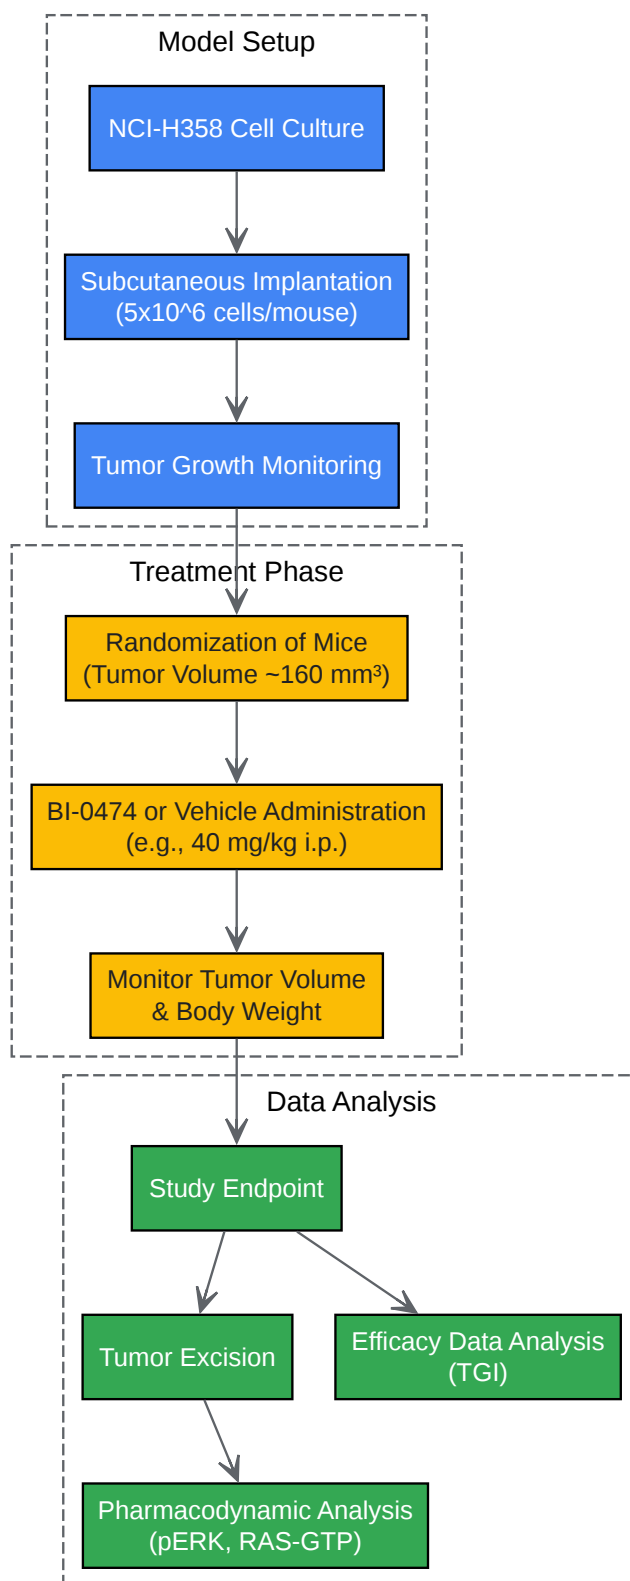 Model Setup
NCI-H358 Cell Culture
Subcutaneous Implantation
(5x10^6 cells/mouse)
Tumor Growth Monitoring
Treatment Phase
Randomization of Mice
(Tumor Volume ~160 mm³)
BI-0474 or Vehicle Administration
(e.g., 40 mg/kg i.p.)
Monitor Tumor Volume
& Body Weight
Data Analysis
Study Endpoint
Tumor Excision
Efficacy Data Analysis
(TGI)
Pharmacodynamic Analysis
(pERK, RAS-GTP)